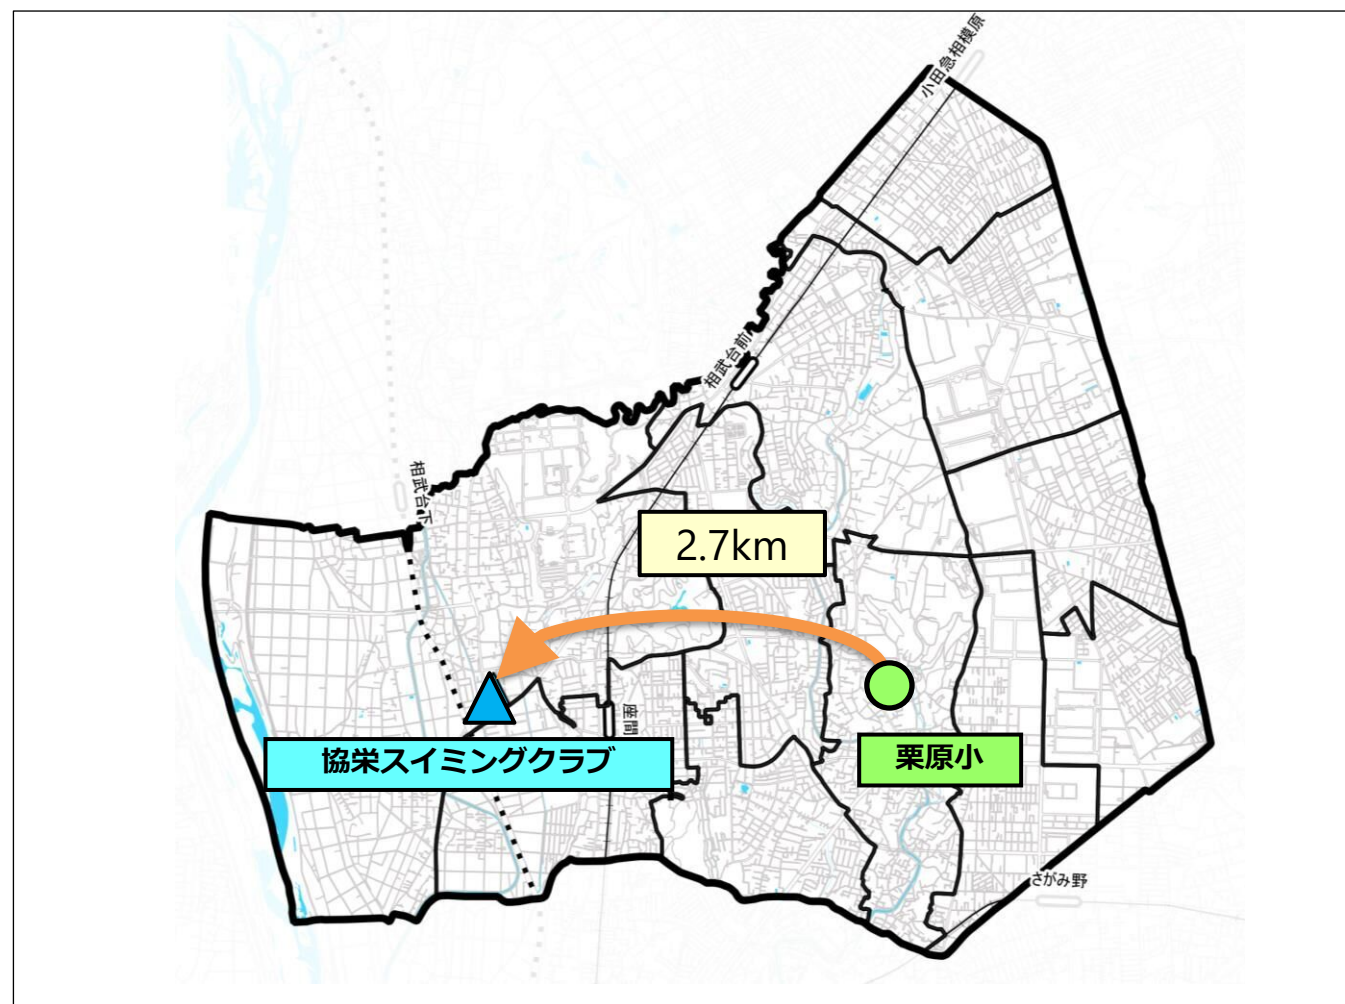 小田急相模原
相武台前
相武台下
2.7km
座間
協栄スイミングクラブ
栗原小
さがみ野